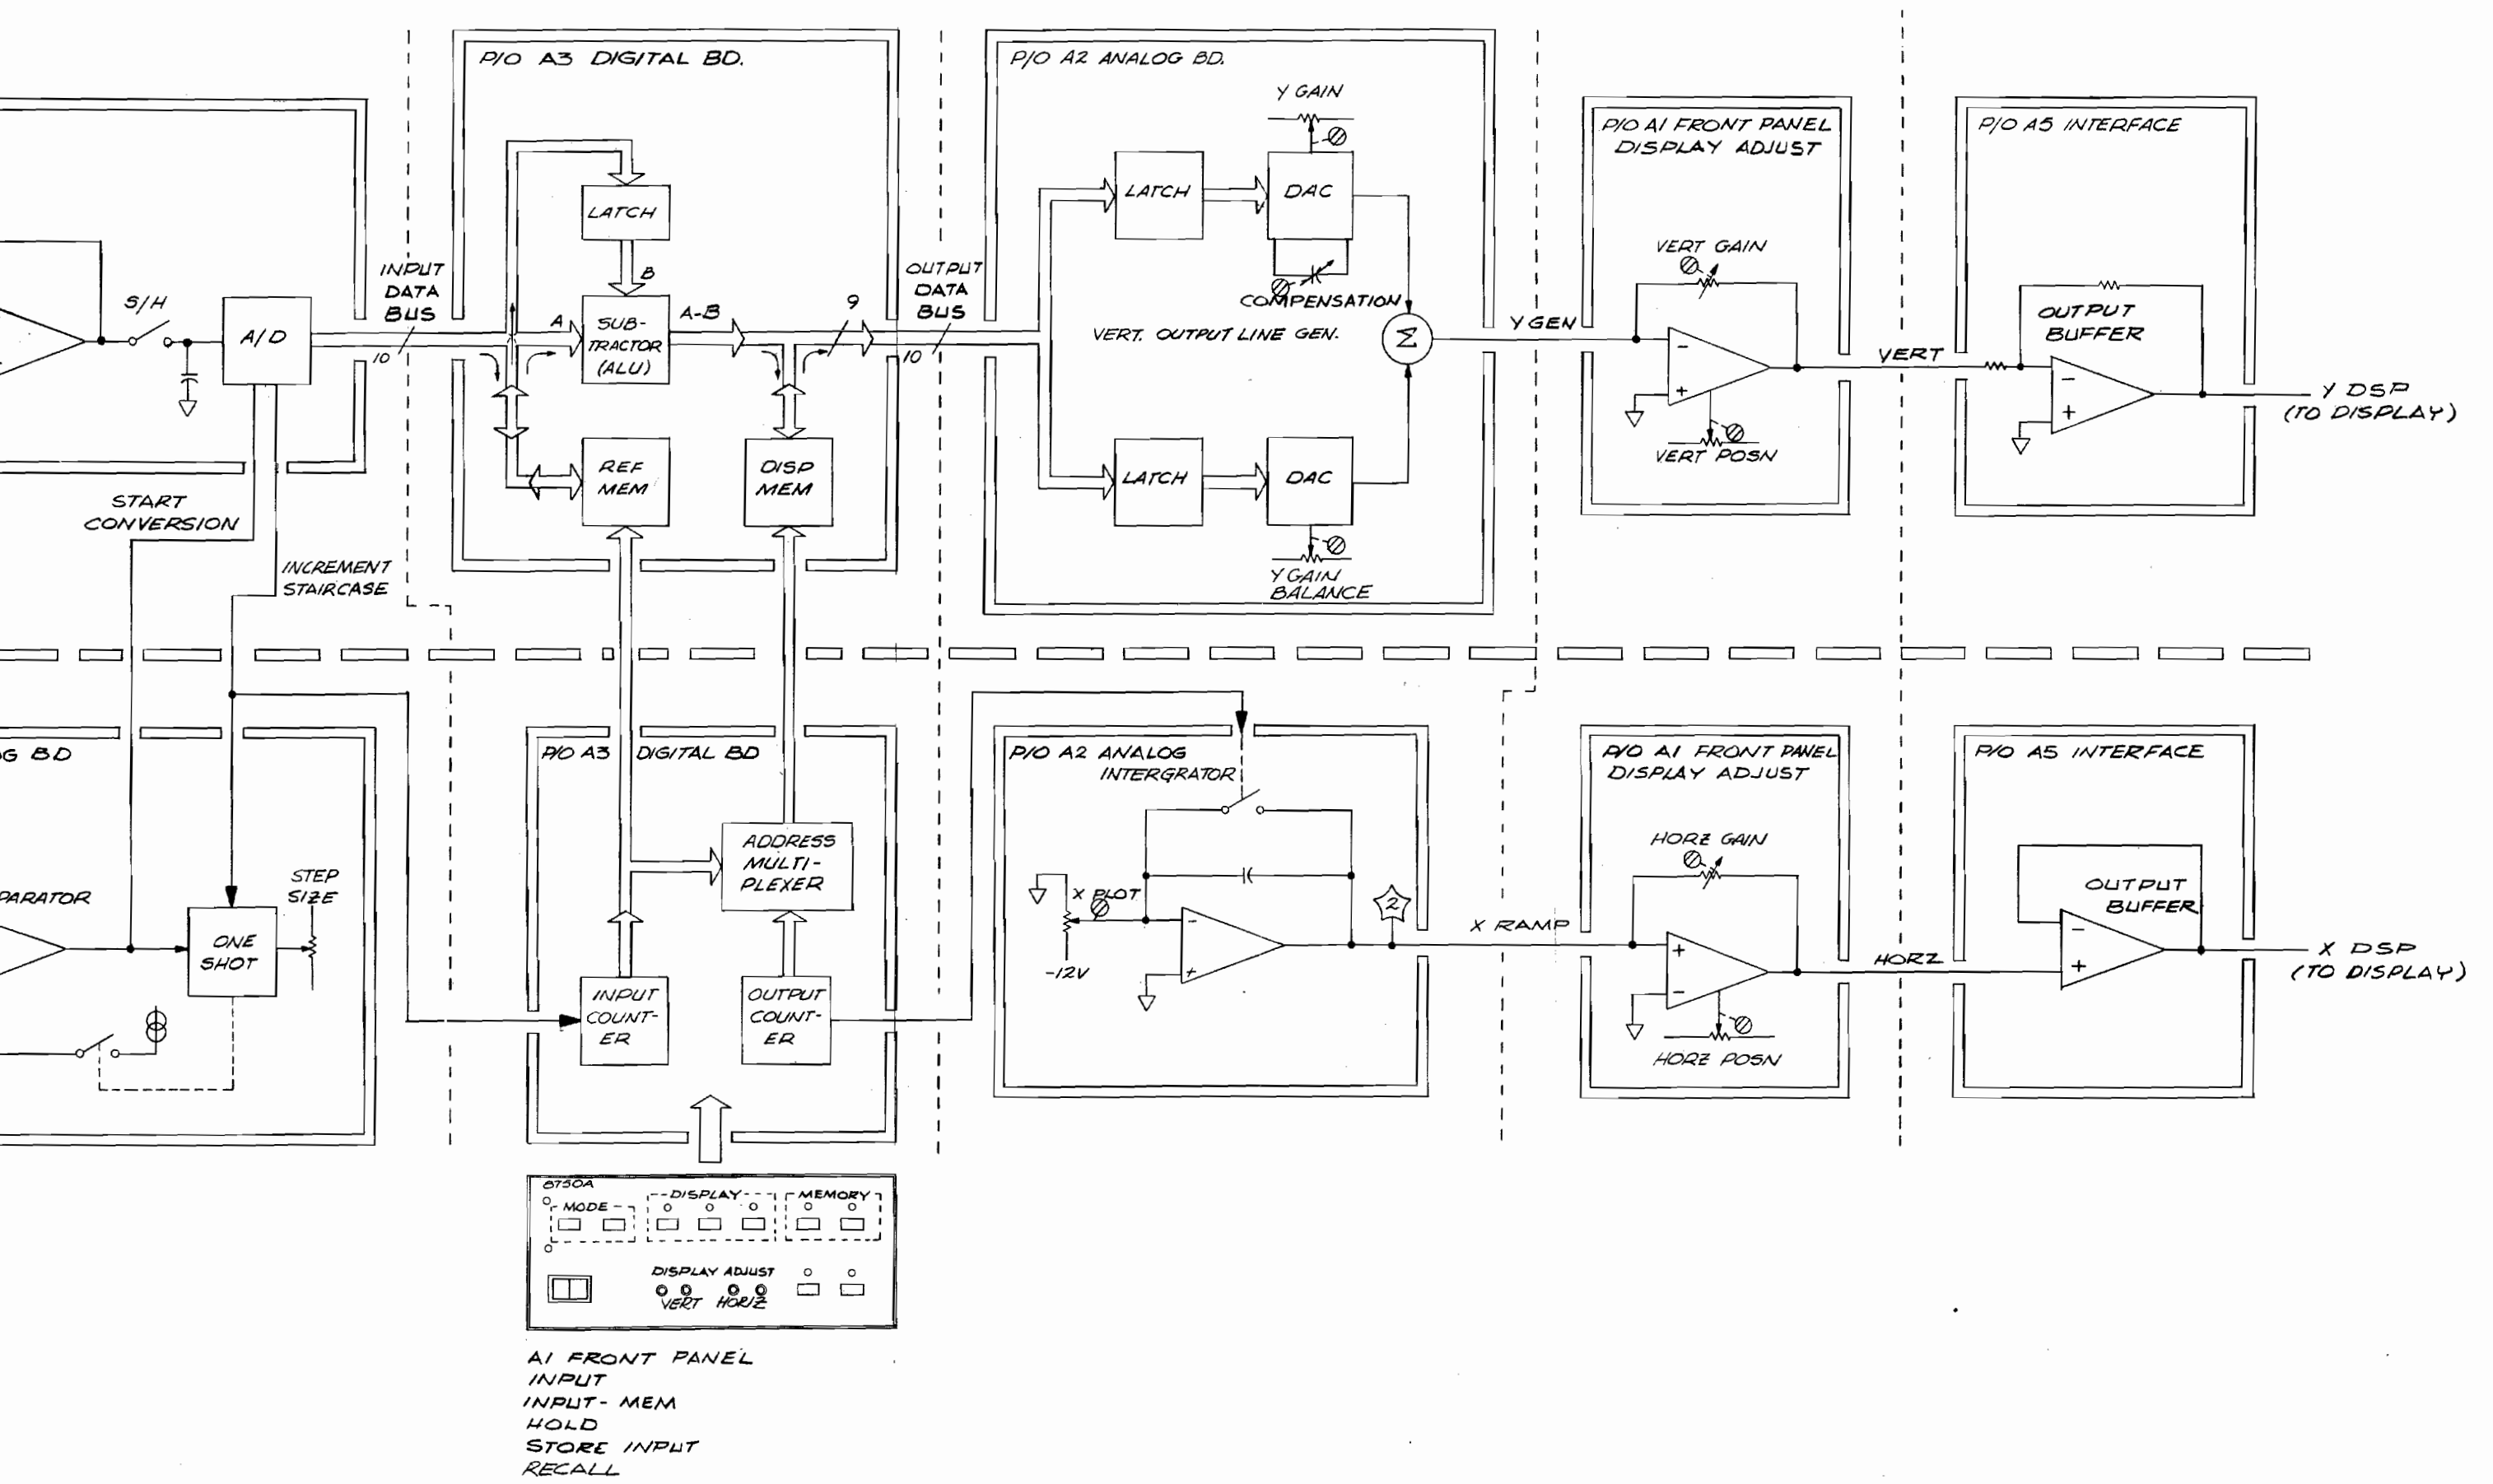 P/O A3 DIGITAL BD.
LATCH
B
A
SUB-
TRACTOR
(ALU)
A-B
9
REF
MEM
DISP
MEM
S/H
A/D
INPUT
DATA
BUS
10
START
CONVERSION
INCREMENT
STAIRCASE
OUTPUT
DATA
BUS
10
P/O A2 ANALOG BD.
Y GAIN
LATCH
DAC
COMPENSATION
VERT. OUTPUT LINE GEN.
Σ
LATCH
DAC
Y GAIN
BALANCE
Y GEN
P/O A1 FRONT PANEL
DISPLAY ADJUST
VERT GAIN
-
+
VERT POSN
VERT
P/O A5 INTERFACE
OUTPUT
BUFFER
-
+
Y DSP
(TO DISPLAY)
G BD
PARATOR
ONE
SHOT
STEP
SIZE
P/O A3 DIGITAL BD
ADDRESS
MULTI-
PLEXER
INPUT
COUNT-
ER
OUTPUT
COUNT-
ER
P/O A2 ANALOG
INTERGRATOR
X PLOT
-12V
-
+
2
X RAMP
P/O A1 FRONT PANEL
DISPLAY ADJUST
HORZ GAIN
+
-
HORZ POSN
HORZ
P/O A5 INTERFACE
OUTPUT
BUFFER
-
+
X DSP
(TO DISPLAY)
8750A
MODE
DISPLAY
MEMORY
DISPLAY ADJUST
VERT HORIZ
A1 FRONT PANEL
INPUT
INPUT- MEM
HOLD
STORE INPUT
RECALL